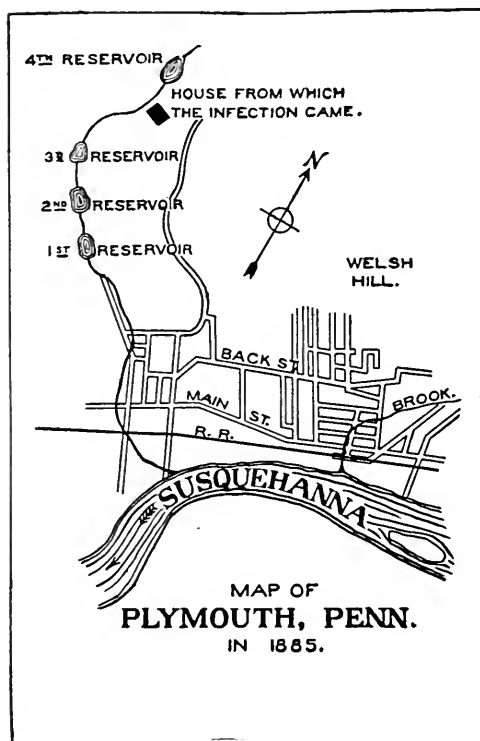 4TH RESERVOIR
HOUSE FROM WHICH
THE INFECTION CAME.
3D RESERVOIR
2ND RESERVOIR
1ST RESERVOIR
N
WELSH
HILL.
BACK ST.
MAIN ST.
BROOK.
R. R.
SUSQUEHANNA
MAP OF
PLYMOUTH, PENN.
IN 1885.